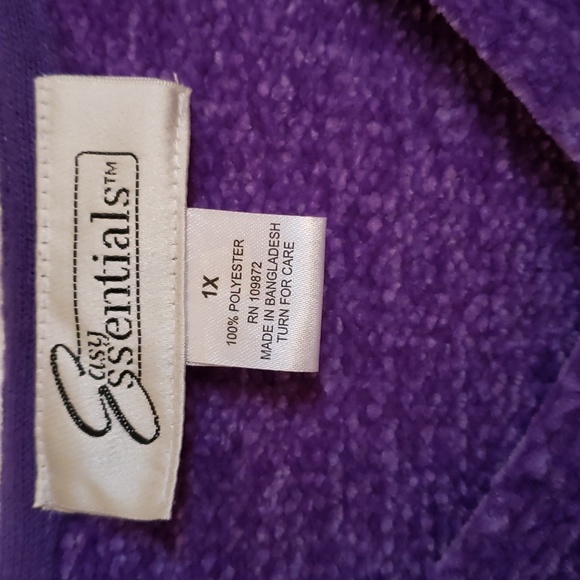 Easy
Essentials™
1X
100% POLYESTER
RN 109872
MADE IN BANGLADESH
TURN FOR CARE